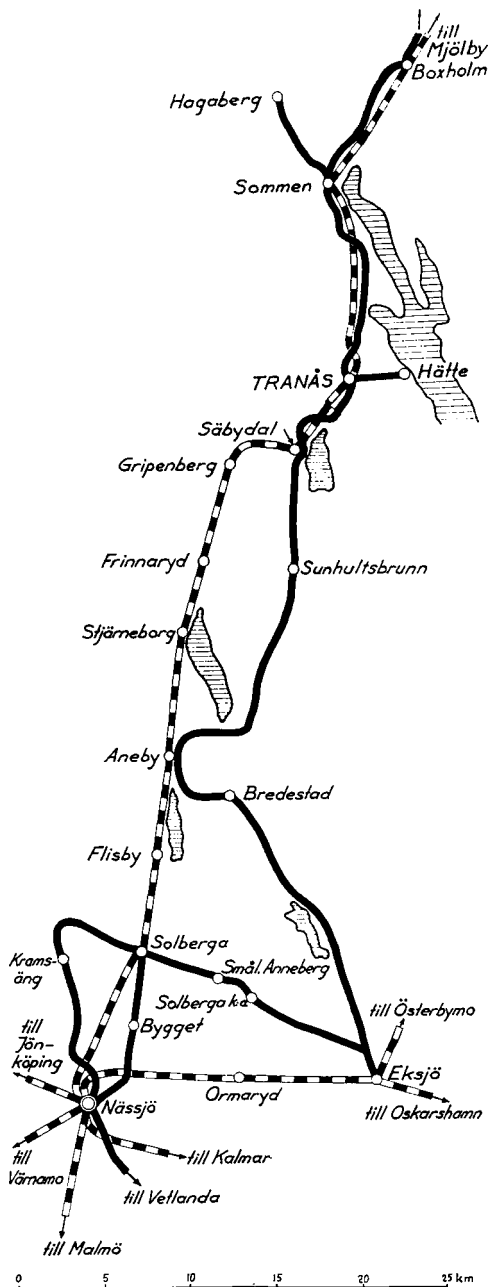 till
Mjölby
Boxholm
Hagaberg
Sommen
TRANÅS
Hätte
Säbydal
Gripenberg
Frinnaryd
Sunhultsbrunn
Stjärneborg
Aneby
Bredestad
Flisby
Solberga
Krams-
äng
Smål. Anneberg
Solberga k:a
till Österbymo
Bygget
till
Jön-
köping
Eksjö
Ormaryd
Nässjö
till Oskarshamn
till
Värnamo
till Kalmar
till Vetlanda
till Malmö
0 5 10 15 20 25 km